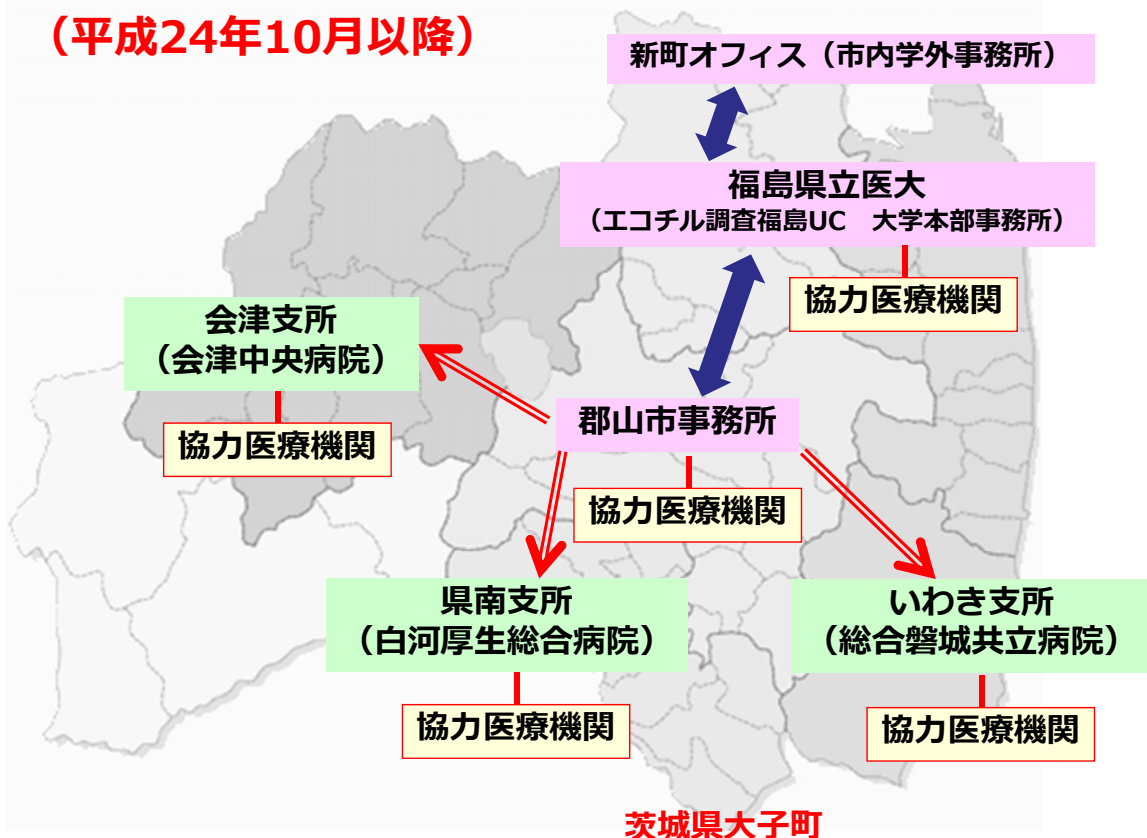 （平成24年10月以降）
新町オフィス（市内学外事務所）
福島県立医大
（エコチル調査福島UC　大学本部事務所）
協力医療機関
会津支所
（会津中央病院）
協力医療機関
郡山市事務所
協力医療機関
県南支所
（白河厚生総合病院）
協力医療機関
いわき支所
（総合磐城共立病院）
協力医療機関
茨城県大子町